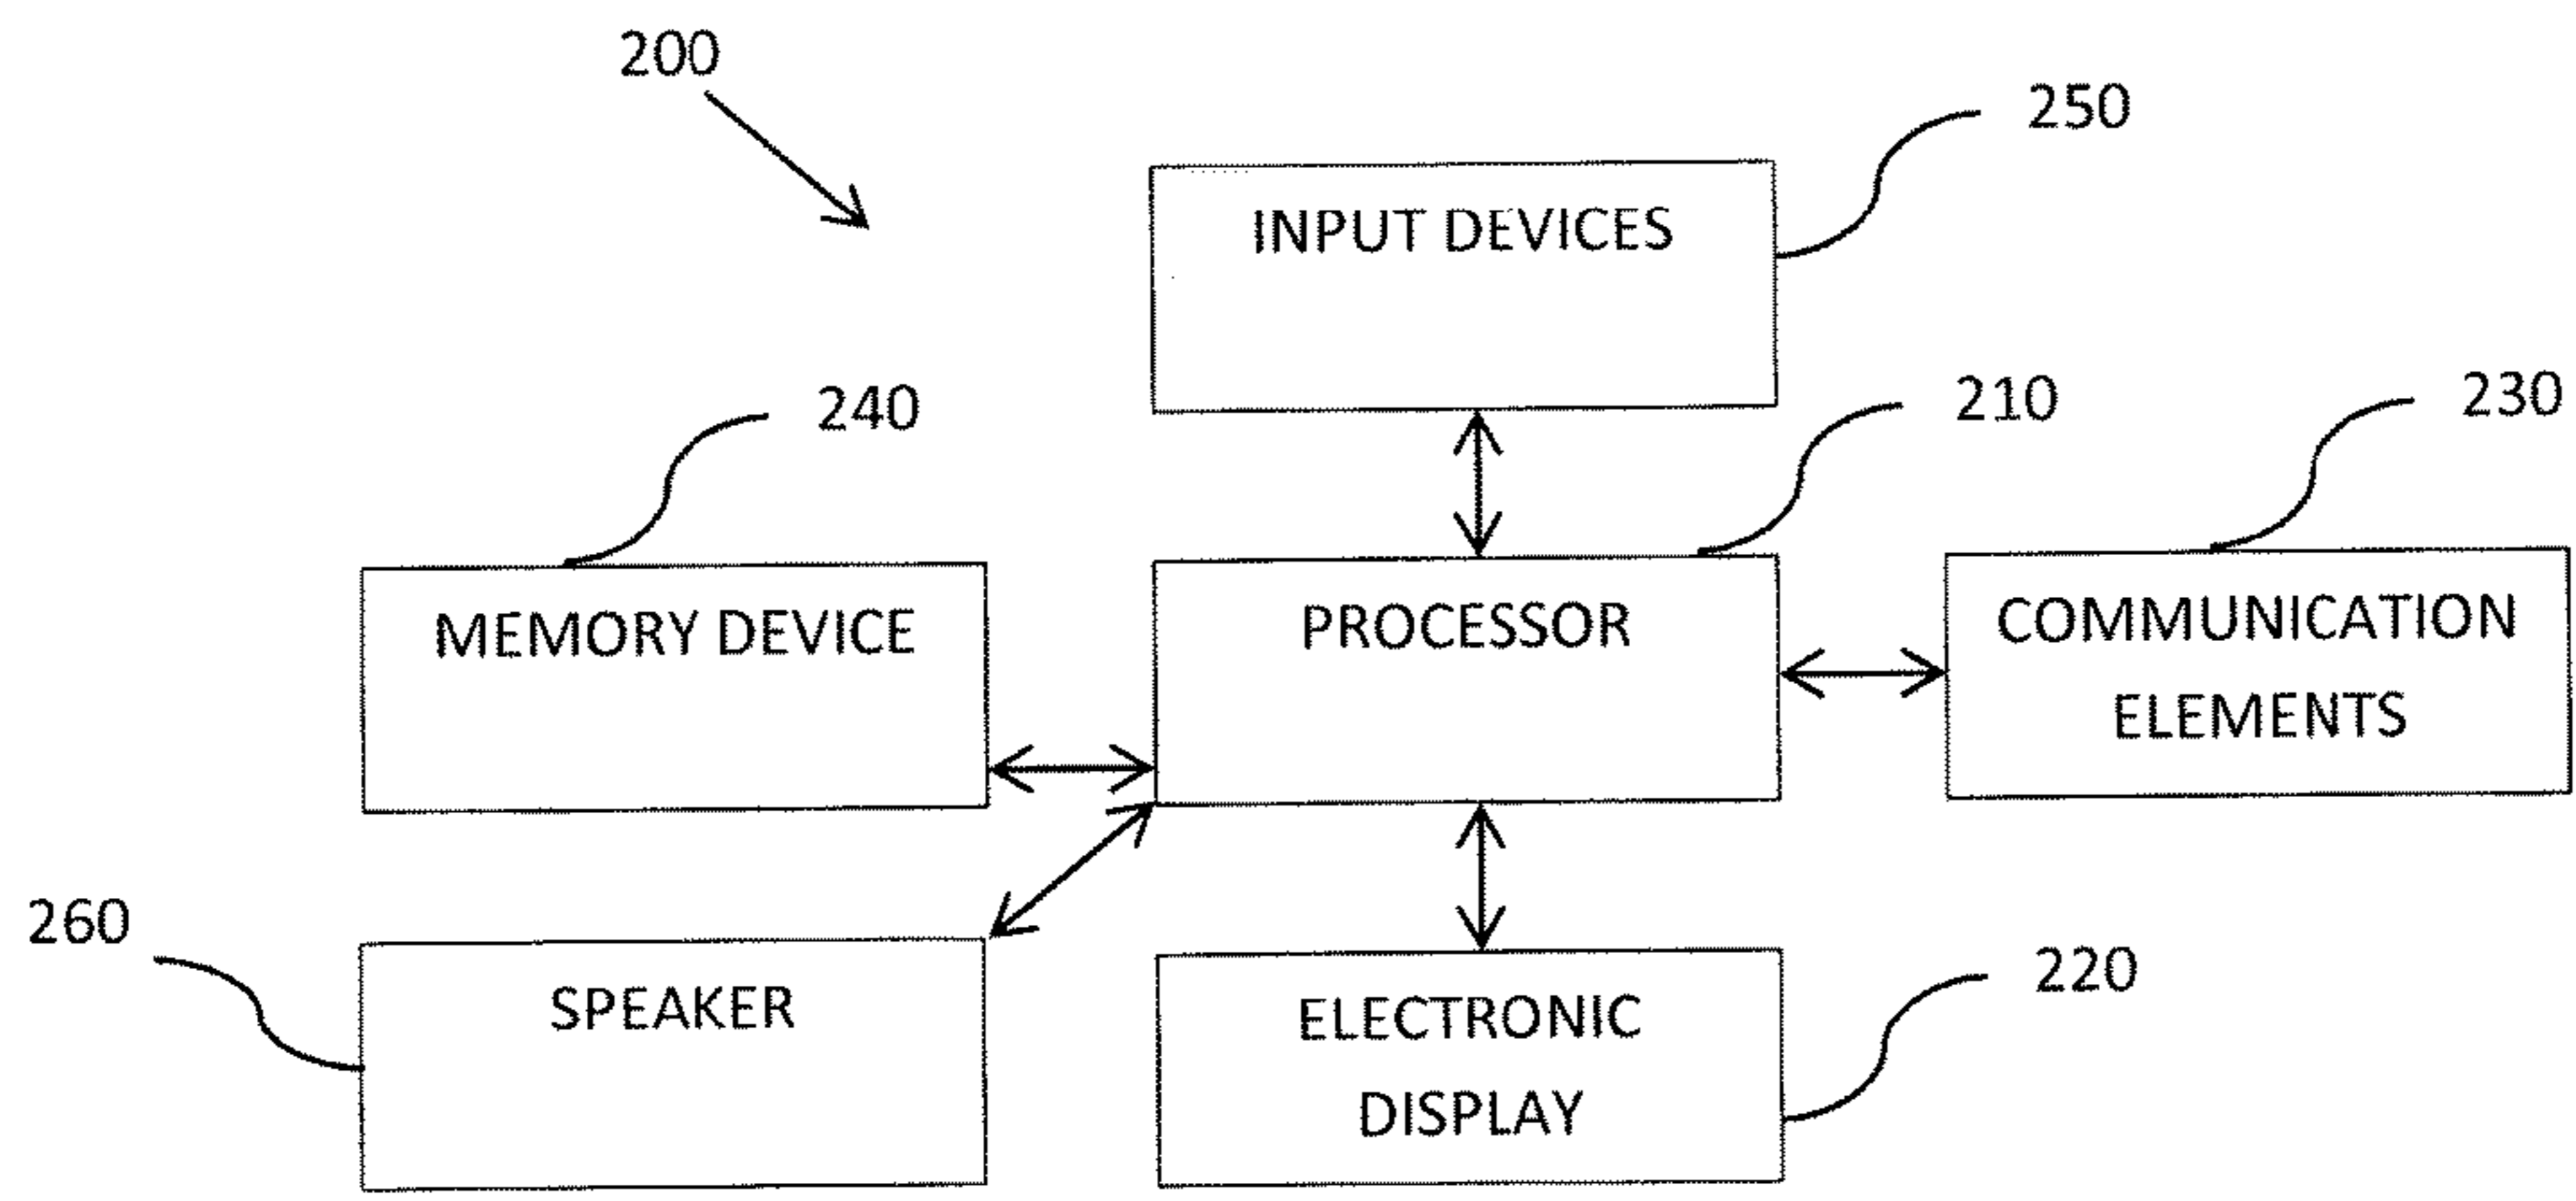 200
250
INPUT DEVICES
240
210
230
MEMORY DEVICE
PROCESSOR
COMMUNICATION
ELEMENTS
260
SPEAKER
220
ELECTRONIC
DISPLAY